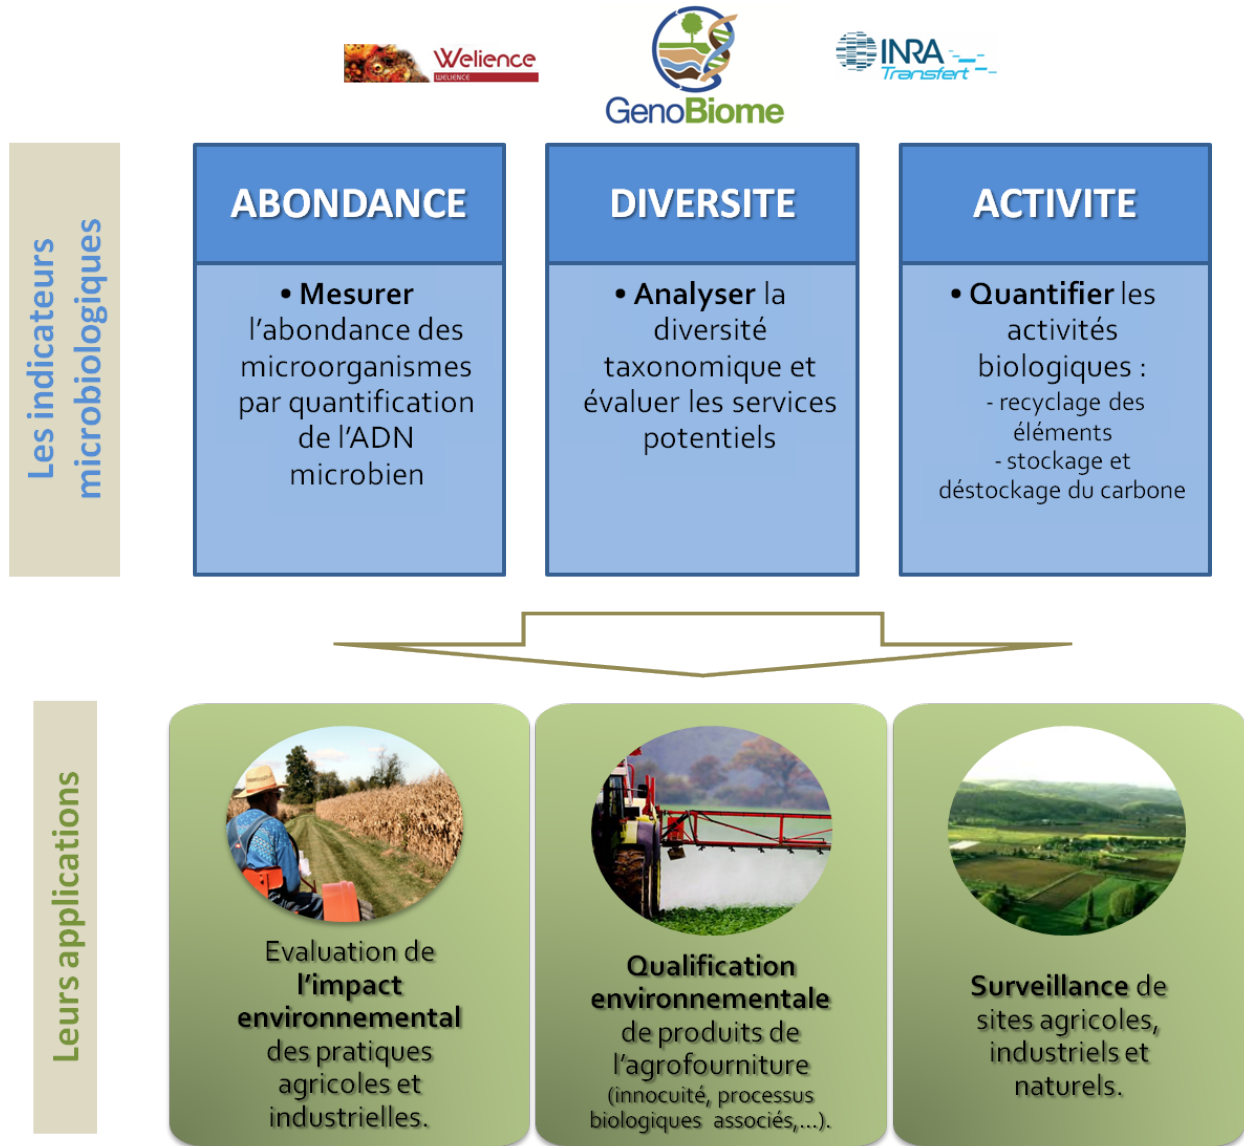 Welience
WELIENCE
GenoBiome
INRA
Transfert
Les indicateurs
microbiologiques
ABONDANCE
• Mesurer
l'abondance des
microorganismes
par quantification
de l'ADN
microbien
DIVERSITE
• Analyser la
diversité
taxonomique et
évaluer les services
potentiels
ACTIVITE
• Quantifier les
activités
biologiques :
- recyclage des
éléments
- stockage et
déstockage du carbone
Leurs applications
Evaluation de
l'impact
environnemental
des pratiques
agricoles et
industrielles.
Qualification
environnementale
de produits de
l'agrofourniture
(innocuité, processus
biologiques associés,...).
Surveillance de
sites agricoles,
industriels et
naturels.